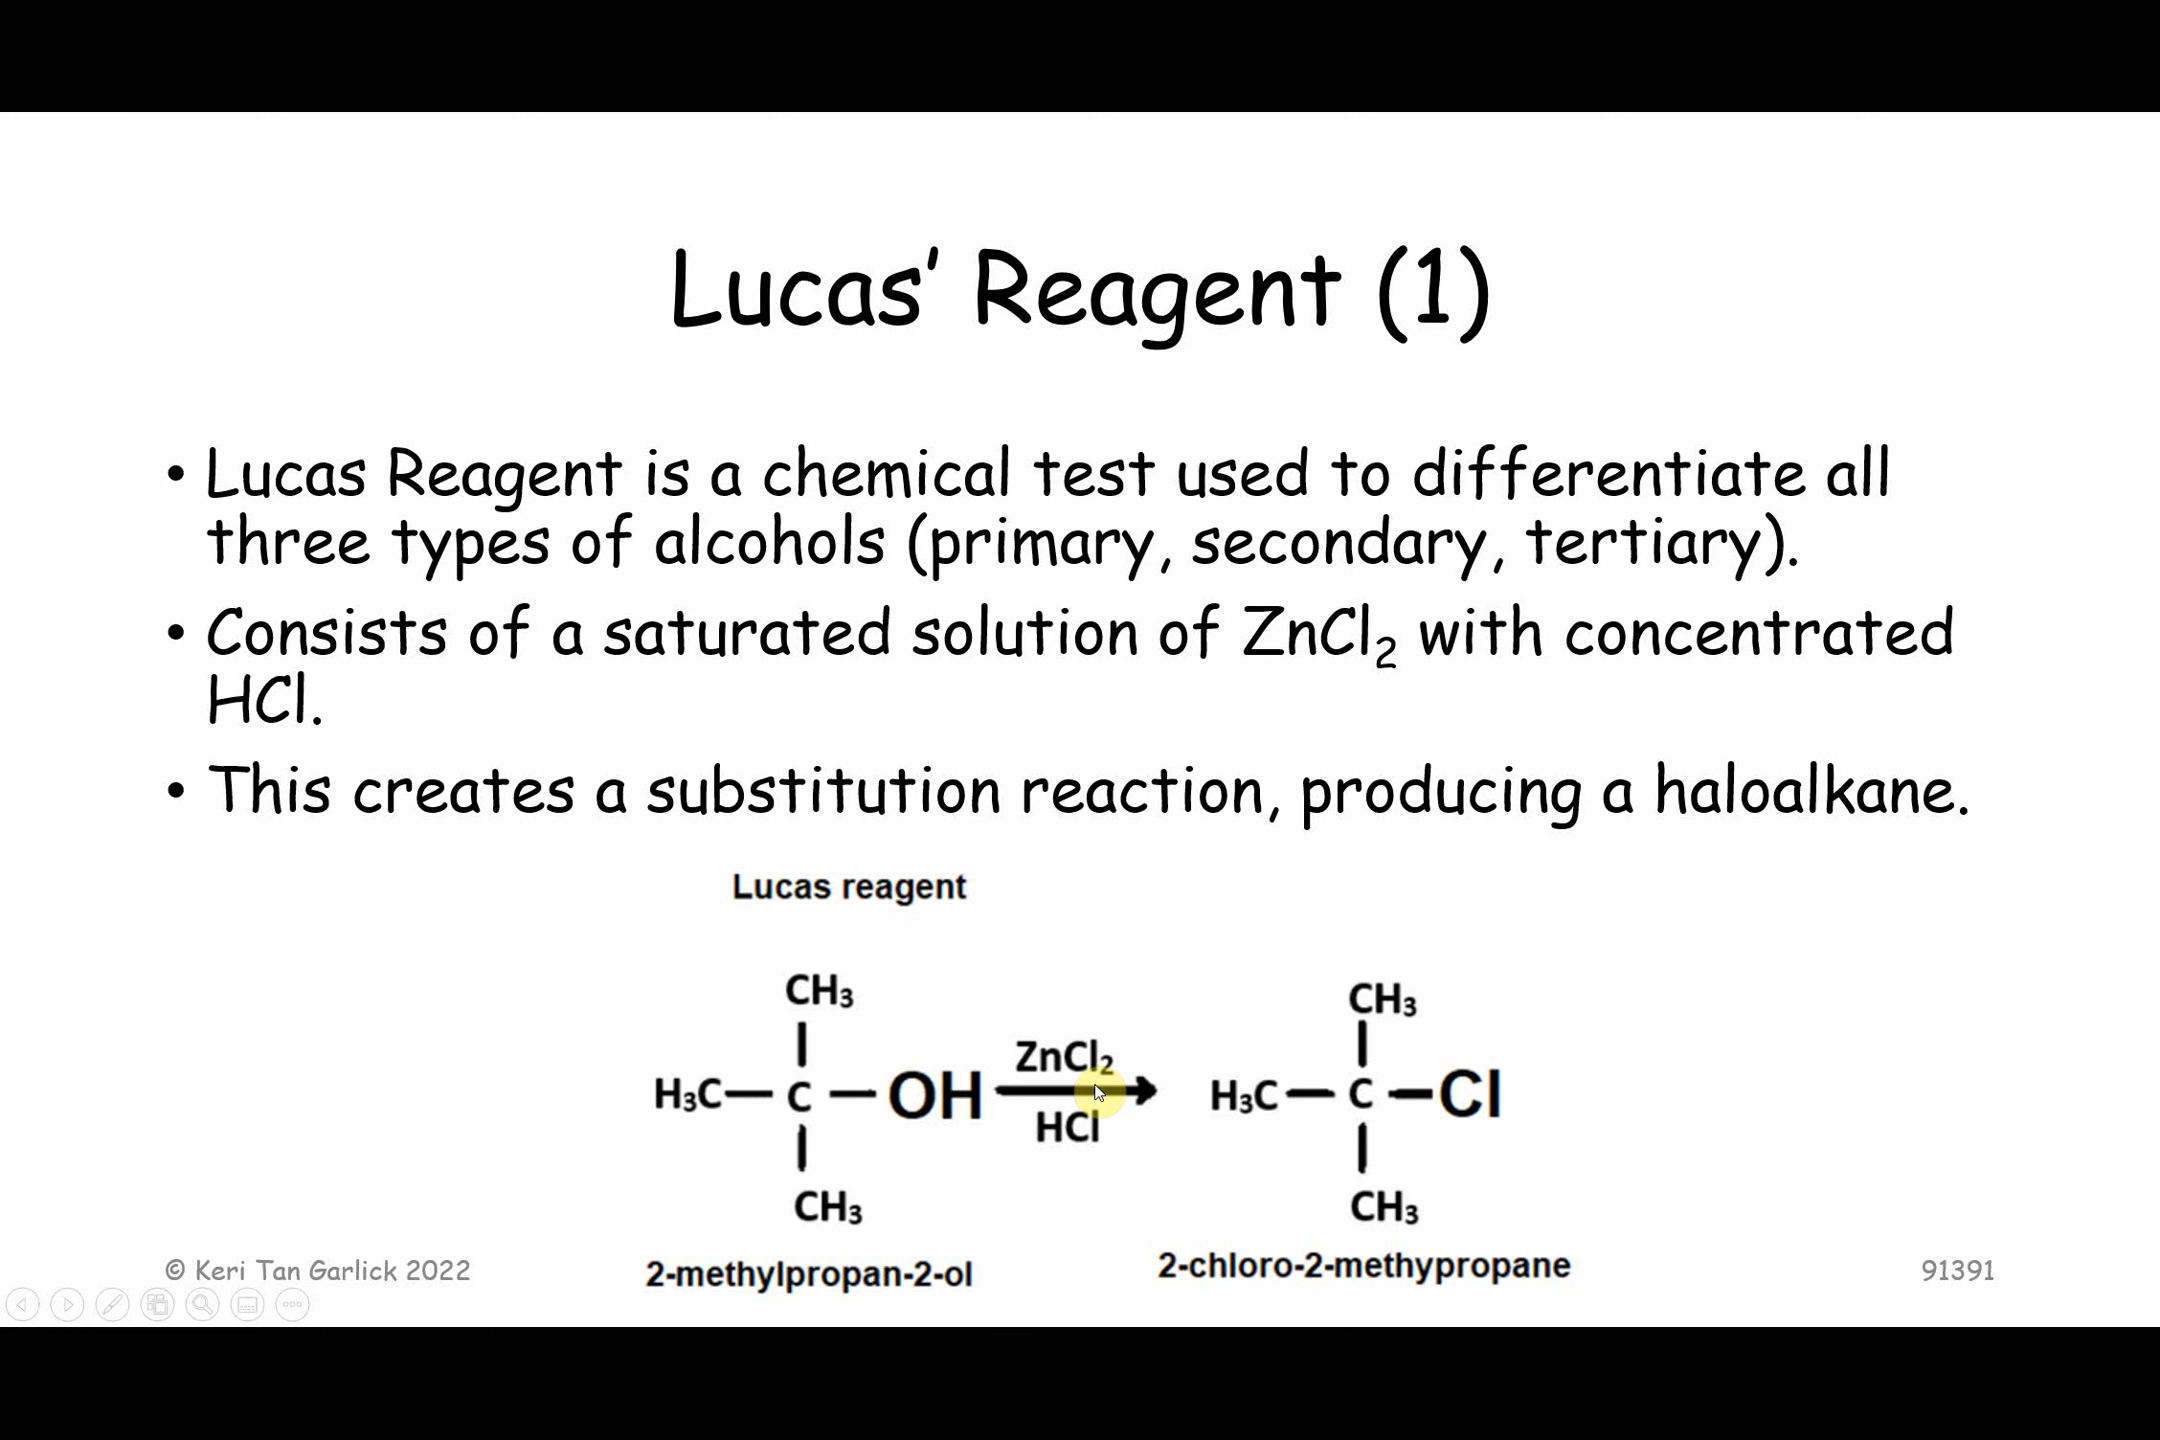 Lucas’ Reagent (1)
• Lucas Reagent is a chemical test used to differentiate all
three types of alcohols (primary, secondary, tertiary).
• Consists of a saturated solution of ZnCl₂ with concentrated
HCl.
• This creates a substitution reaction, producing a haloalkane.
Lucas reagent
CH₃
H₃C — C — OH
CH₃
ZnCl₂
HCl
CH₃
H₃C — C — Cl
CH₃
2-methylpropan-2-ol
2-chloro-2-methypropane
© Keri Tan Garlick 2022
91391